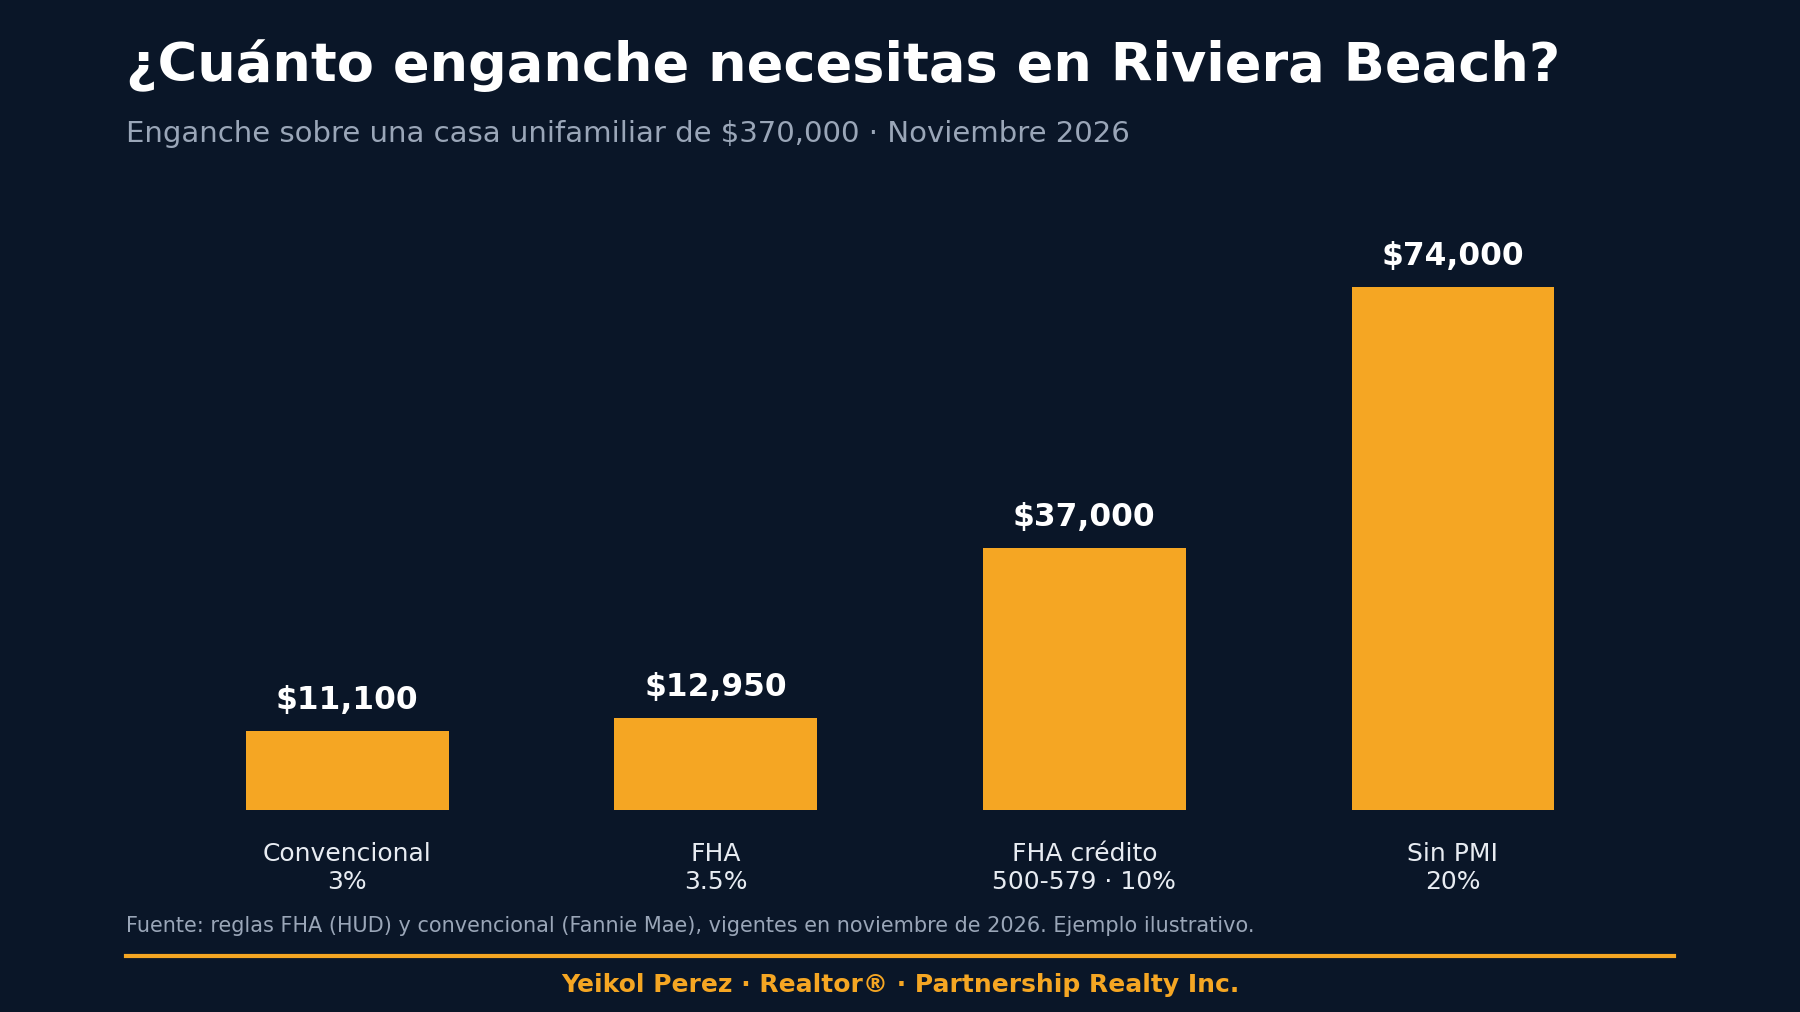 ¿Cuánto enganche necesitas en Riviera Beach?
Enganche sobre una casa unifamiliar de $370,000 · Noviembre 2026
$11,100
$12,950
$37,000
$74,000
Convencional
3%
FHA
3.5%
FHA crédito
500-579 · 10%
Sin PMI
20%
Fuente: reglas FHA (HUD) y convencional (Fannie Mae), vigentes en noviembre de 2026. Ejemplo ilustrativo.
Yeikol Perez · Realtor® · Partnership Realty Inc.